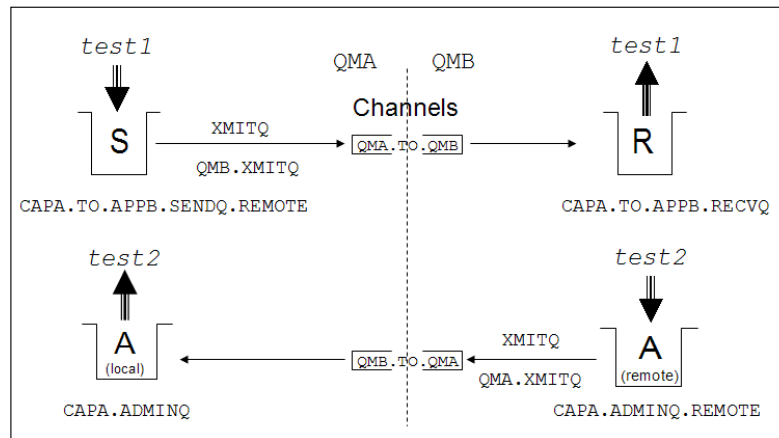 test1
QMA
QMB
test1
Channels
S
XMITQ
QMA.TO.QMB
R
QMB.XMITQ
CAPA.TO.APPB.SENDQ.REMOTE
CAPA.TO.APPB.RECVQ
test2
test2
A
(local)
QMB.TO.QMA
XMITQ
A
(remote)
QMA.XMITQ
CAPA.ADMINQ
CAPA.ADMINQ.REMOTE